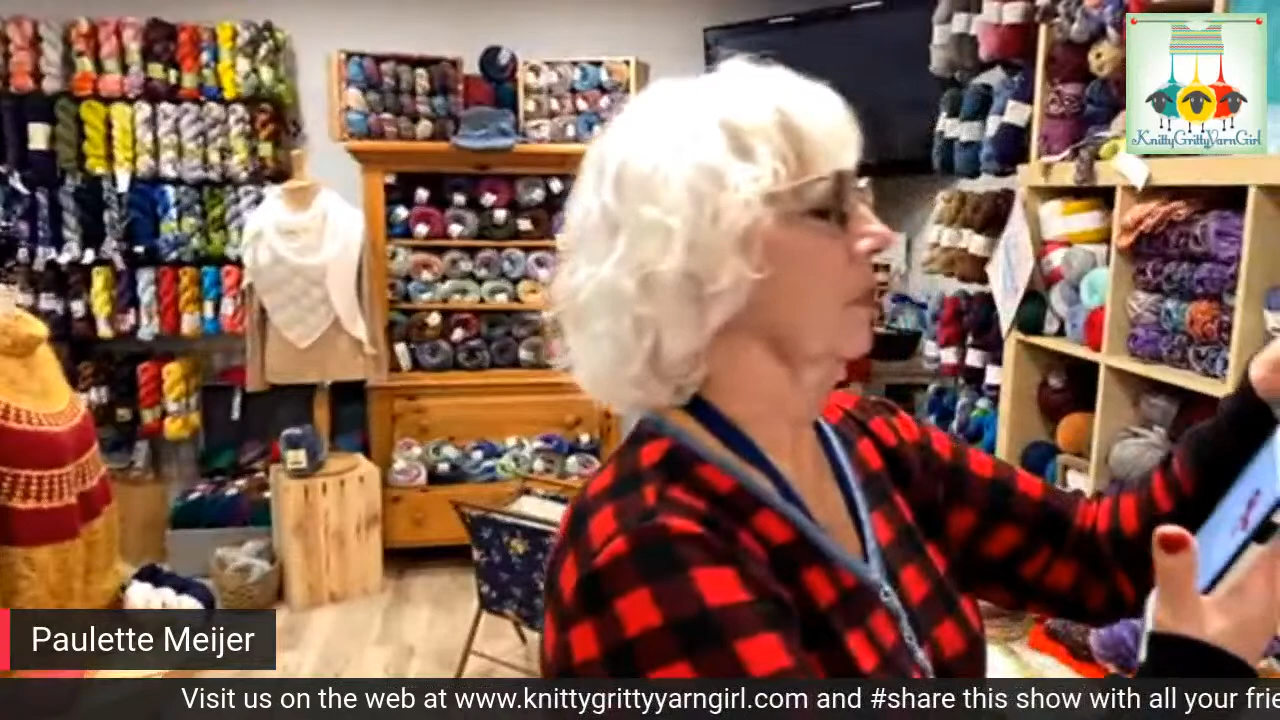 KnittyGrittyYarnGirl
Paulette Meijer
Visit us on the web at www.knittygrittyyarngirl.com and #share this show with all your frie